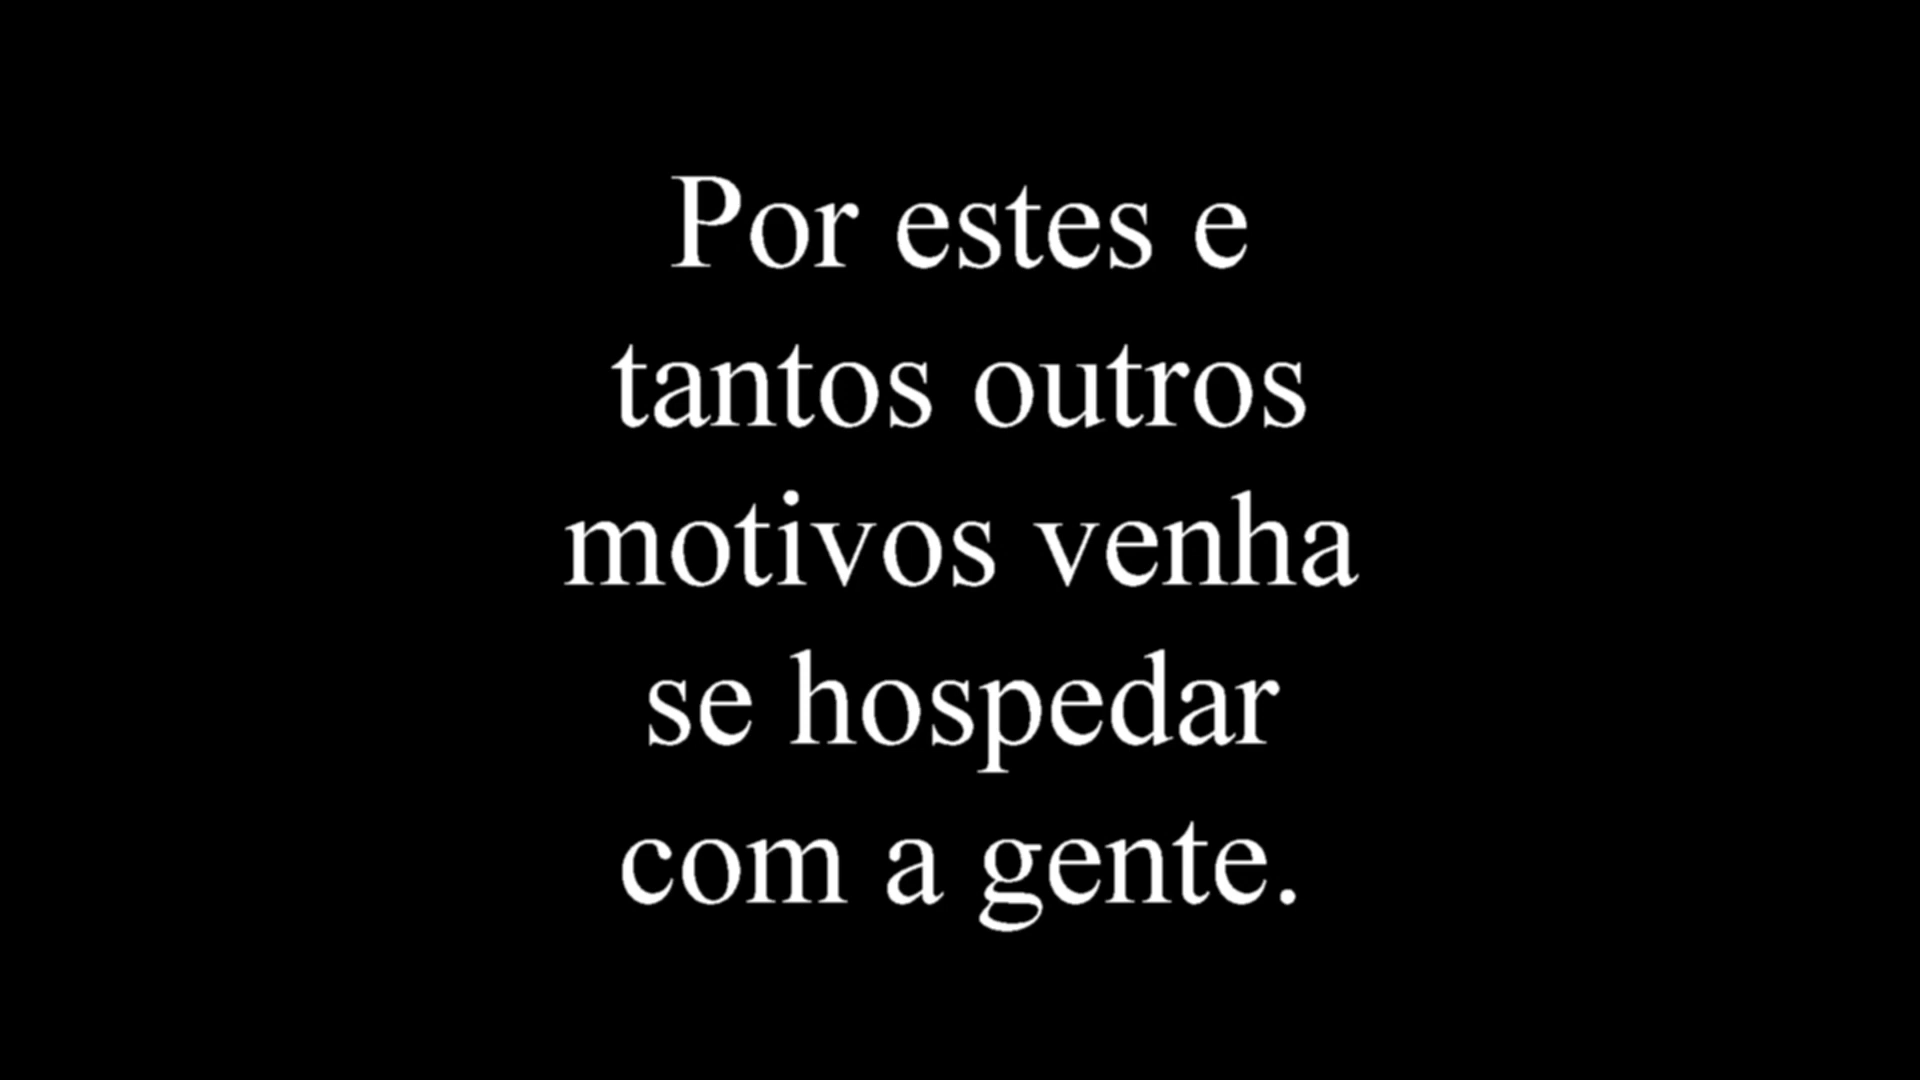 Por estes e
tantos outros
motivos venha
se hospedar
com a gente.